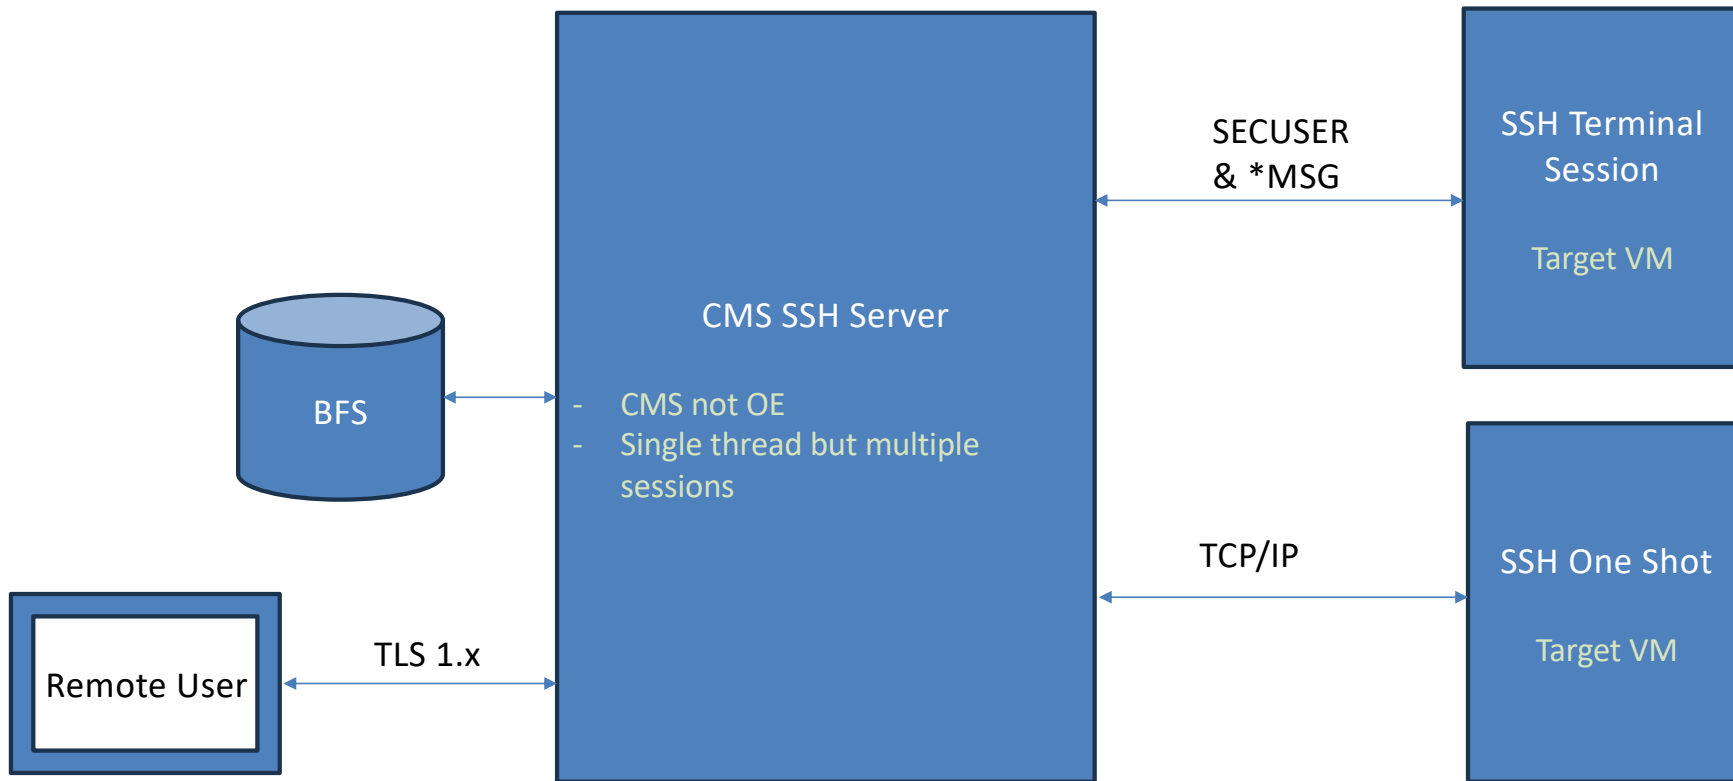 SECUSER
& *MSG
SSH Terminal
Session
Target VM
CMS SSH Server
- CMS not OE
- Single thread but multiple
sessions
BFS
TCP/IP
SSH One Shot
Target VM
TLS 1.x
Remote User